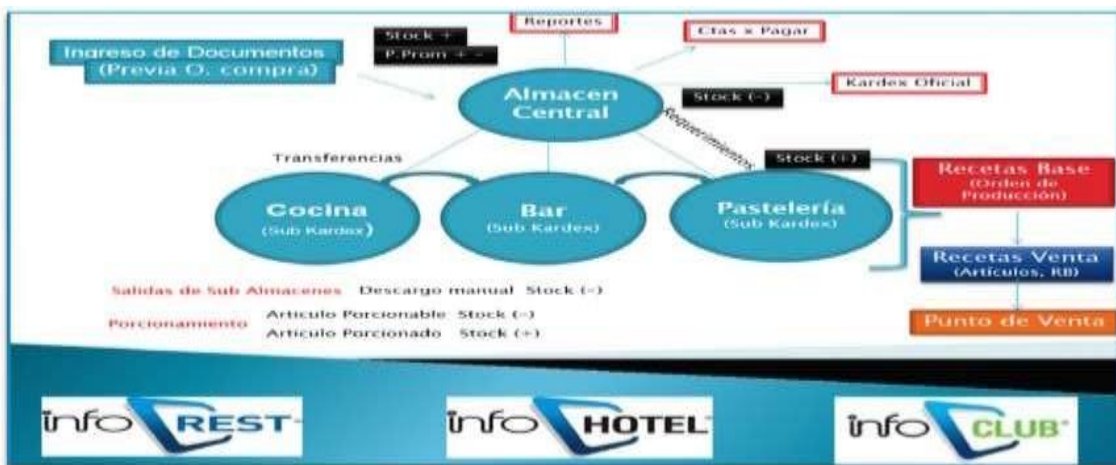 Reportes
Stock +
P.Prom + -
Ctas x Pagar
Ingreso de Documentos
(Previa O. compra)
Kardex Oficial
Almacen
Central
Stock (-)
Requerimientos
Transferencias
Stock (+)
Cocina
(Sub Kardex)
Bar
(Sub Kardex)
Pastelería
(Sub Kardex)
Recetas Base
(Orden de
Producción)
Recetas Venta
(Artículos, RB)
Punto de Venta
Salidas de Sub Almacenes Descargo manual Stock (-)
Porcionamiento
Articulo Porcionable Stock (-)
Articulo Porcionado Stock (+)
info REST
info HOTEL
info CLUB